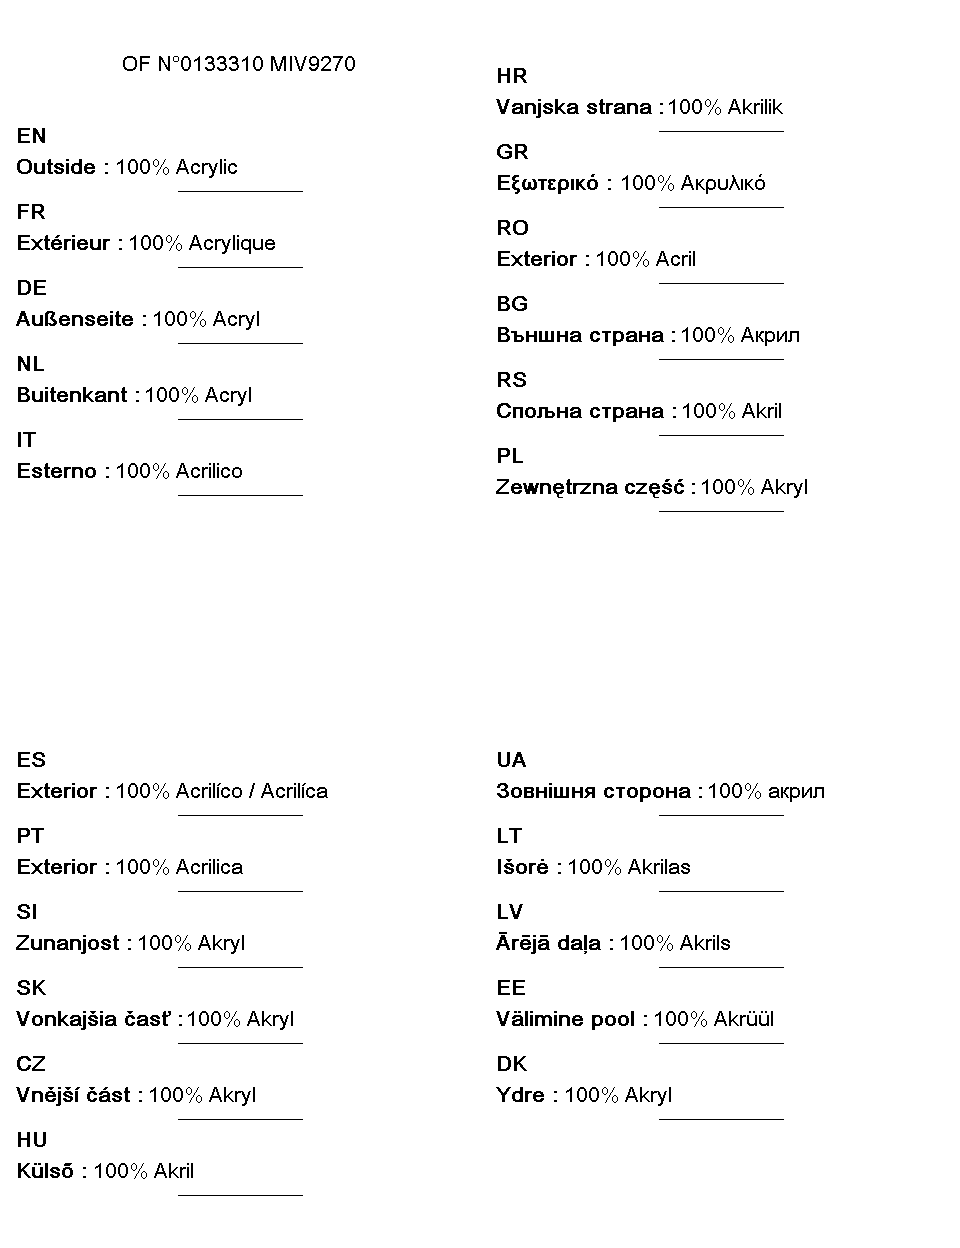 OF N°0133310 MIV9270
EN
Outside : 100% Acrylic
FR
Extérieur : 100% Acrylique
DE
Außenseite : 100% Acryl
NL
Buitenkant : 100% Acryl
IT
Esterno : 100% Acrilico
HR
Vanjska strana : 100% Akrilik
GR
Εξωτερικό : 100% Ακρυλικό
RO
Exterior : 100% Acril
BG
Външна страна : 100% Акрил
RS
Спољна страна : 100% Akril
PL
Zewnętrzna część : 100% Akryl
ES
Exterior : 100% Acrilíco / Acrilíca
PT
Exterior : 100% Acrilica
SI
Zunanjost : 100% Akryl
SK
Vonkajšia časť : 100% Akryl
CZ
Vnější část : 100% Akryl
HU
Külsõ : 100% Akril
UA
Зовнішня сторона : 100% акрил
LT
Išorė : 100% Akrilas
LV
Ārējā daļa : 100% Akrils
EE
Välimine pool : 100% Akrüül
DK
Ydre : 100% Akryl